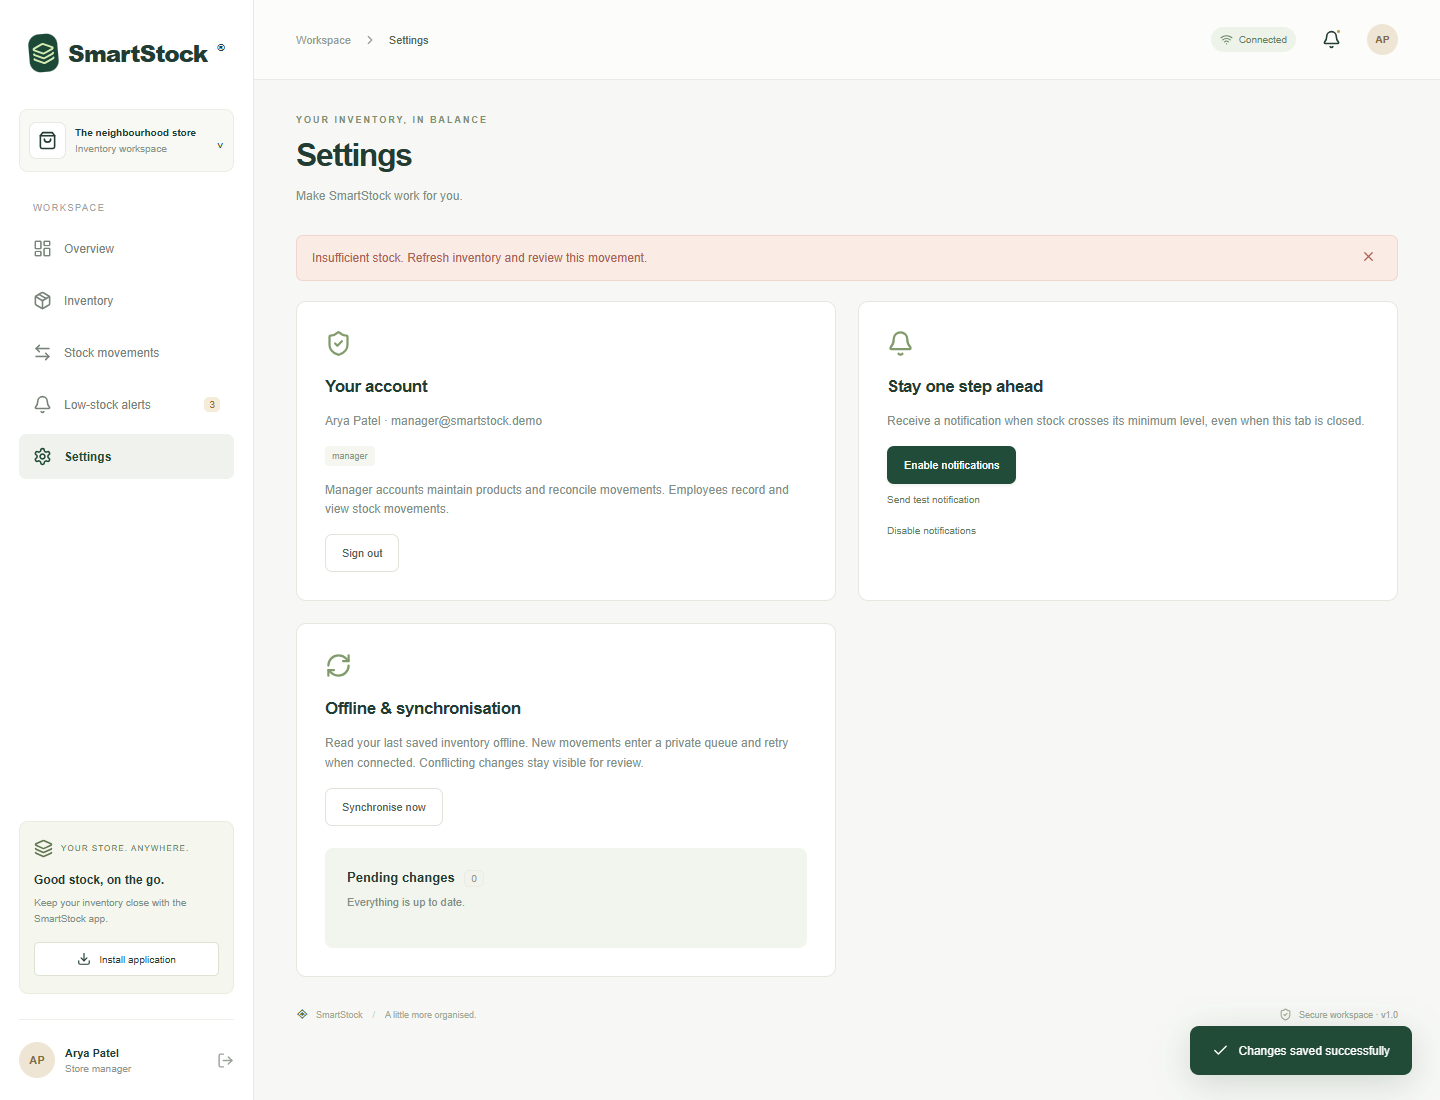 SmartStock ®
The neighbourhood store
Inventory workspace
v
WORKSPACE
Overview
Inventory
Stock movements
Low-stock alerts 3
Settings
YOUR STORE. ANYWHERE.
Good stock, on the go.
Keep your inventory close with the
SmartStock app.
Install application
AP
Arya Patel
Store manager
Workspace > Settings
Connected
AP
YOUR INVENTORY, IN BALANCE
Settings
Make SmartStock work for you.
Insufficient stock. Refresh inventory and review this movement.
Your account
Arya Patel · manager@smartstock.demo
manager
Manager accounts maintain products and reconcile movements. Employees record and
view stock movements.
Sign out
Stay one step ahead
Receive a notification when stock crosses its minimum level, even when this tab is closed.
Enable notifications
Send test notification
Disable notifications
Offline & synchronisation
Read your last saved inventory offline. New movements enter a private queue and retry
when connected. Conflicting changes stay visible for review.
Synchronise now
Pending changes 0
Everything is up to date.
SmartStock / A little more organised.
Secure workspace · v1.0
Changes saved successfully